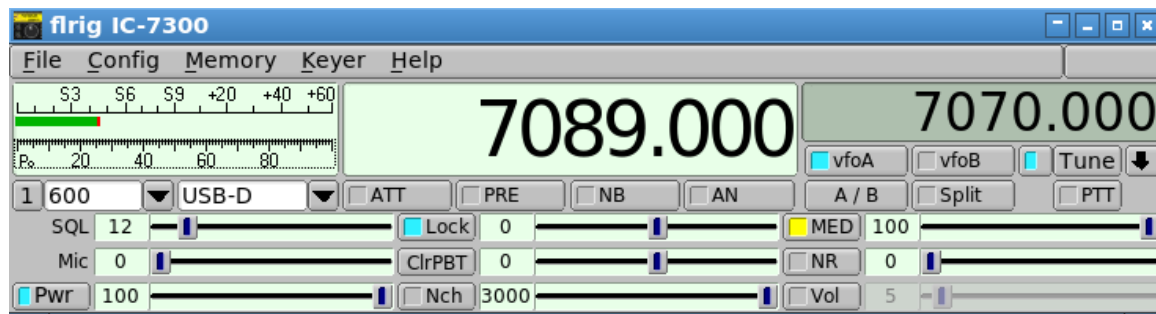 flrig IC-7300
File Config Memory Keyer Help
S3 S6 S9 +20 +40 +60
Po 20 40 60 80
7089.000
7070.000
vfoA vfoB Tune
1 600 USB-D ATT PRE NB AN A / B Split PTT
SQL 12 Lock 0 MED 100
Mic 0 ClrPBT 0 NR 0
Pwr 100 Nch 3000 Vol 5